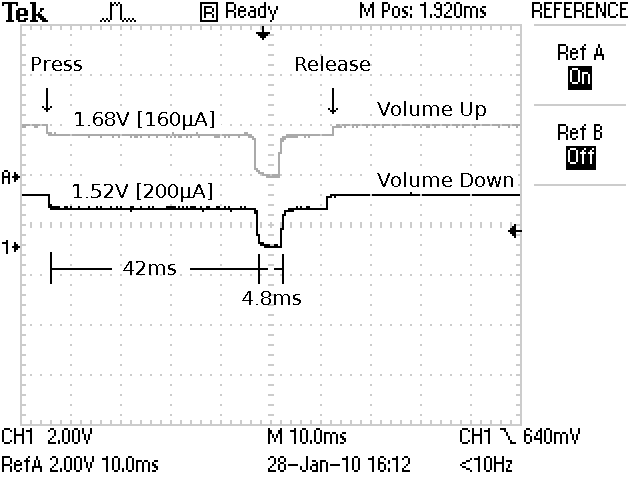 Tek R Ready M Pos: 1.920ms REFERENCE
Press Release
Ref A
On
1.68V [160µA] Volume Up
Ref B
Off
A
1.52V [200µA] Volume Down
1
42ms
4.8ms
CH1 2.00V M 10.0ms CH1 640mV
RefA 2.00V 10.0ms 28-Jan-10 16:12 <10Hz